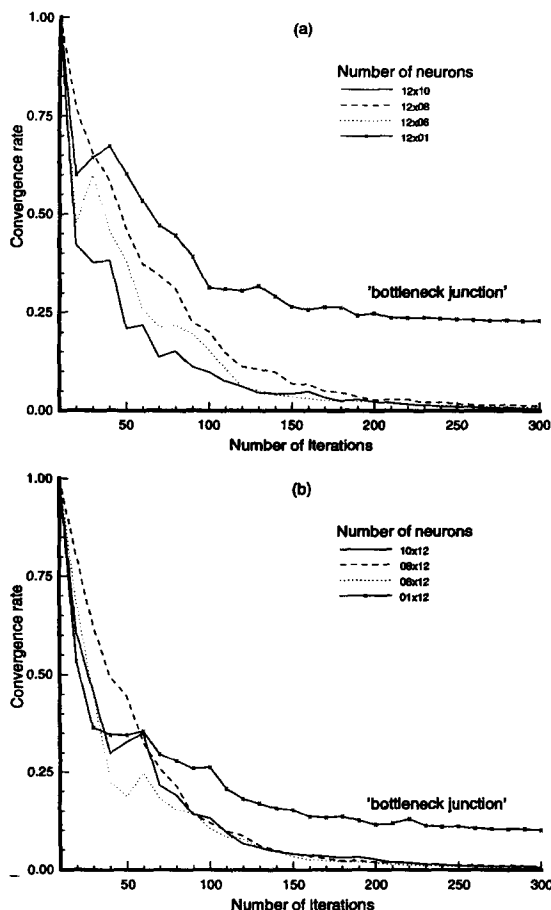 (a)
1.00
0.75
0.50
0.25
0.00
Convergence rate
Number of neurons
12x10
12x08
12x06
12x01
'bottleneck junction'
50
100
150
200
250
300
Number of Iterations
(b)
1.00
0.75
0.50
0.25
0.00
Convergence rate
Number of neurons
10x12
08x12
08x12
01x12
'bottleneck junction'
50
100
150
200
250
300
Number of Iterations